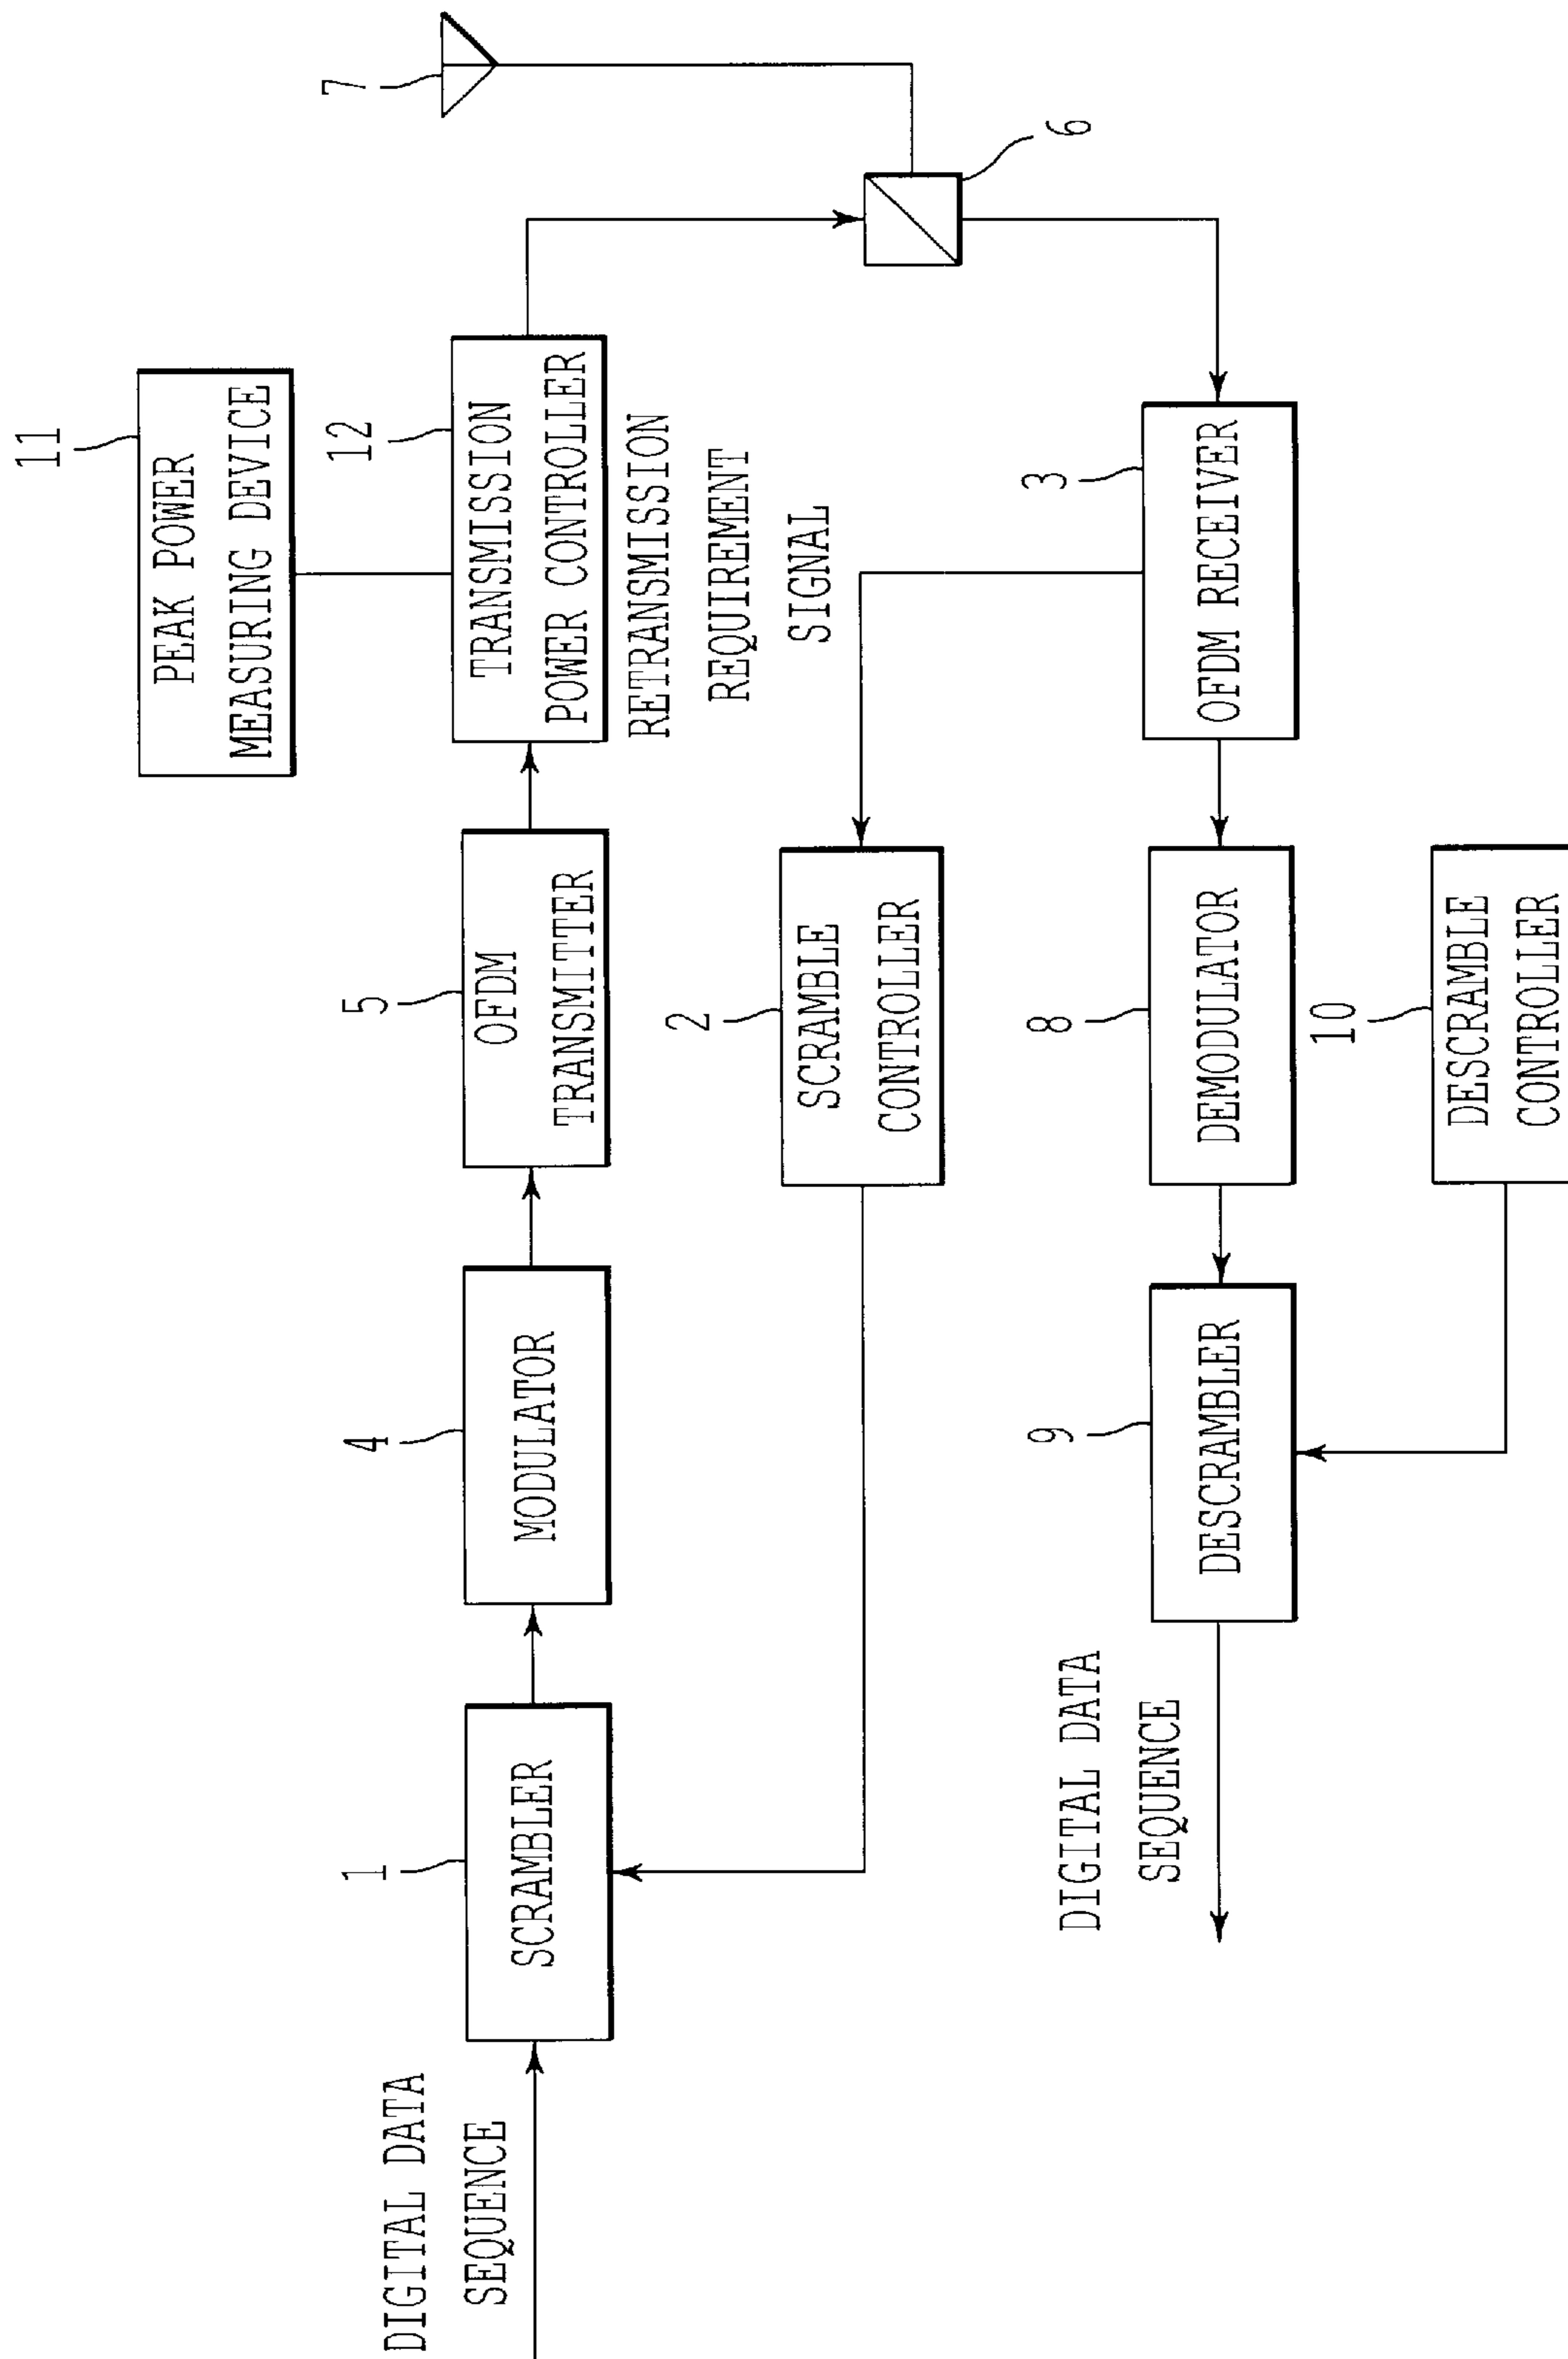 11
PEAK POWER
MEASURING DEVICE
7
DIGITAL DATA
SEQUENCE
1
SCRAMBLER
4
MODULATOR
5
OFDM
TRANSMITTER
12
TRANSMISSION
POWER CONTROLLER
RETRANSMISSION
REQUIREMENT
SIGNAL
2
SCRAMBLE
CONTROLLER
6
DIGITAL DATA
SEQUENCE
9
DESCRAMBLER
8
DEMODULATOR
3
OFDM RECEIVER
10
DESCRAMBLE
CONTROLLER